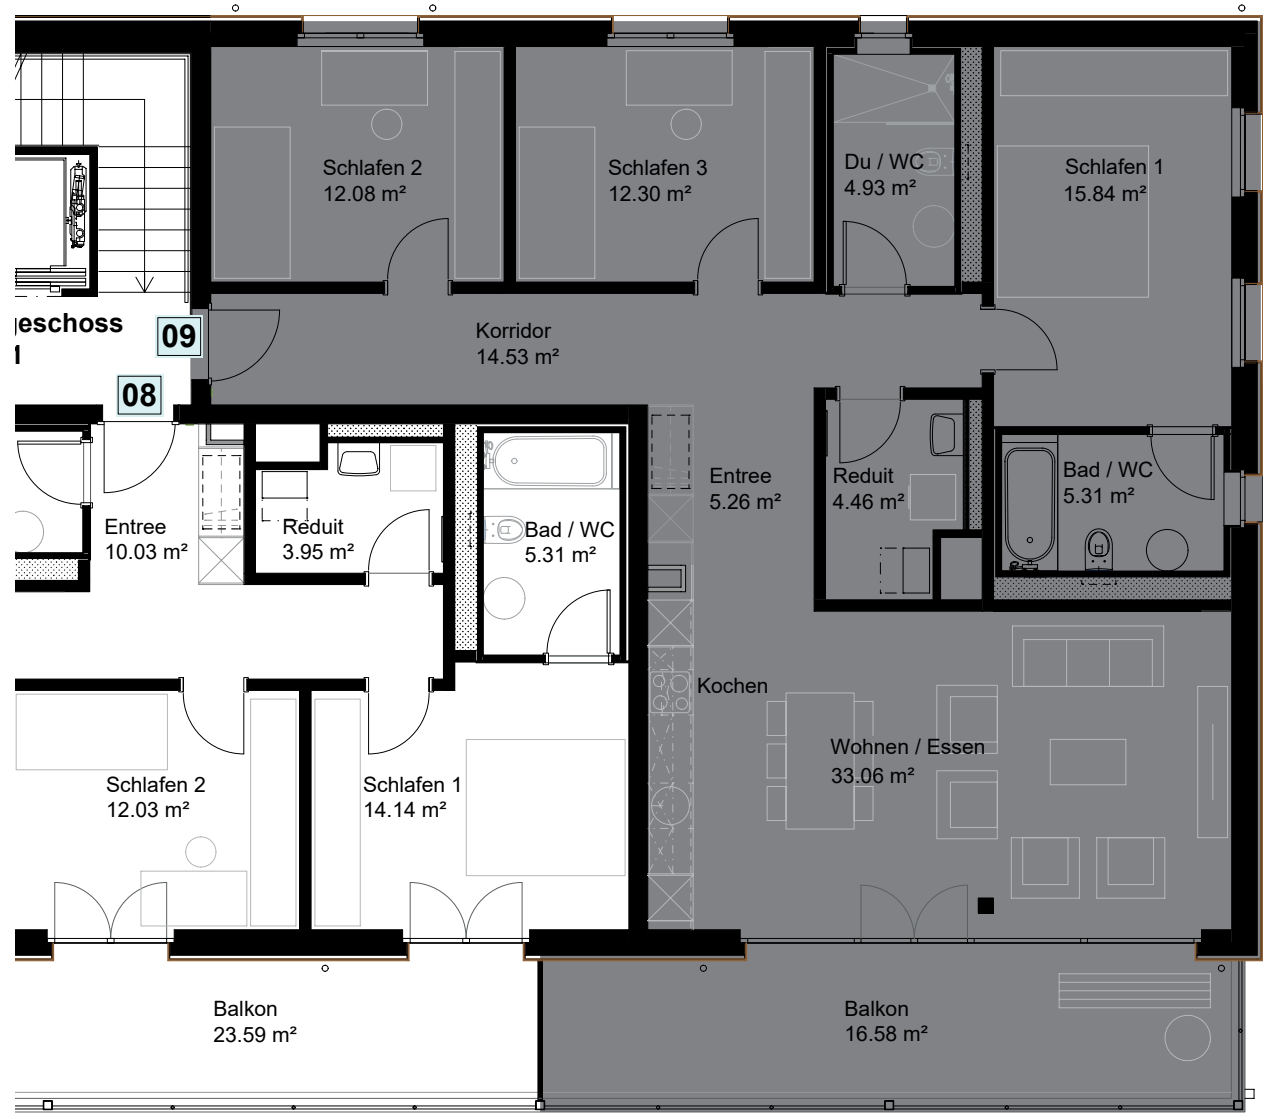 Schlafen 2
12.08 m²
Schlafen 3
12.30 m²
Du / WC
4.93 m²
Schlafen 1
15.84 m²
geschoss
09
08
Korridor
14.53 m²
Entree
10.03 m²
Reduit
3.95 m²
Bad / WC
5.31 m²
Entree
5.26 m²
Reduit
4.46 m²
Bad / WC
5.31 m²
Kochen
Wohnen / Essen
33.06 m²
Schlafen 2
12.03 m²
Schlafen 1
14.14 m²
Balkon
23.59 m²
Balkon
16.58 m²